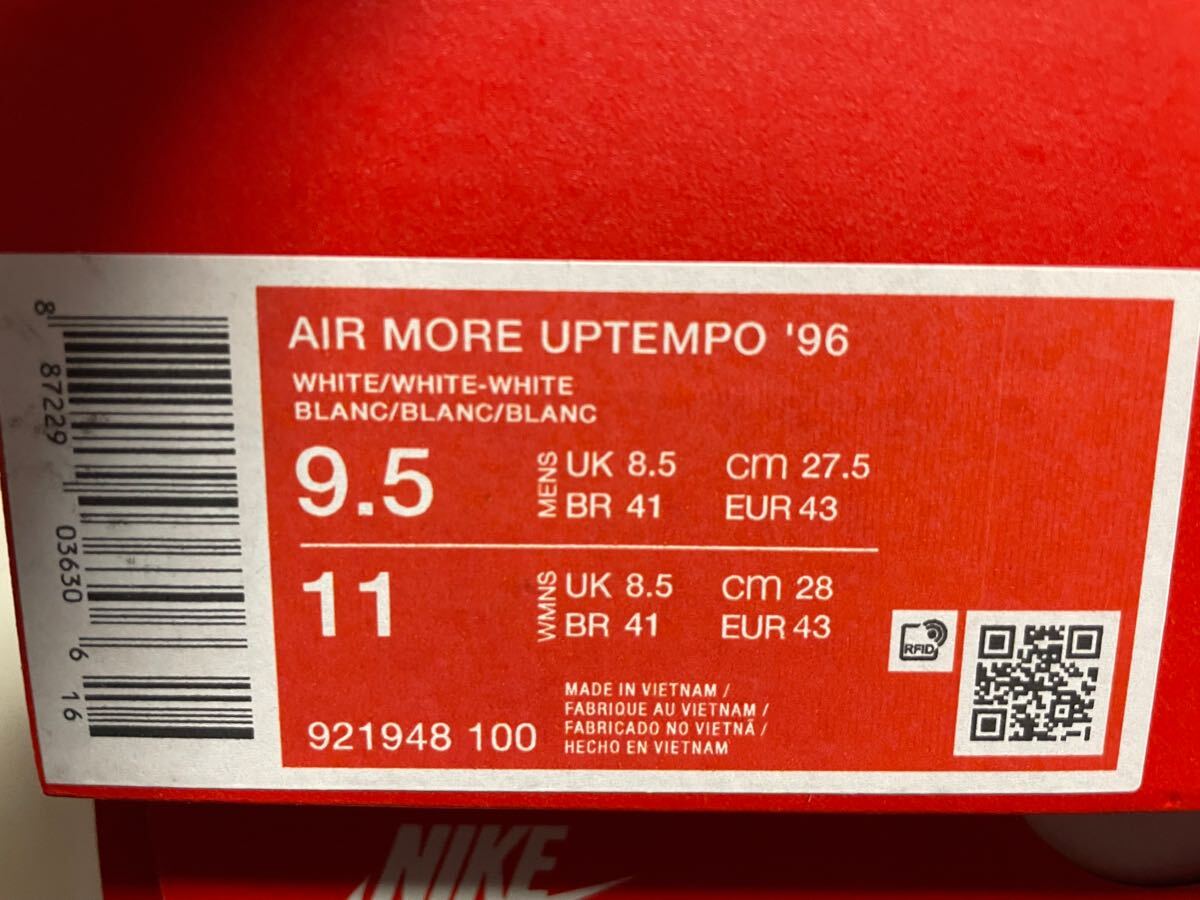 AIR MORE UPTEMPO '96
WHITE/WHITE-WHITE
BLANC/BLANC/BLANC
9.5 MENS UK 8.5 cm 27.5
BR 41 EUR 43
11 WMNS UK 8.5 cm 28
BR 41 EUR 43
RFID
921948 100
MADE IN VIETNAM /
FABRIQUE AU VIETNAM /
FABRICADO NO VIETNÃ /
HECHO EN VIETNAM
8 87229 03630 6 16
NIKE